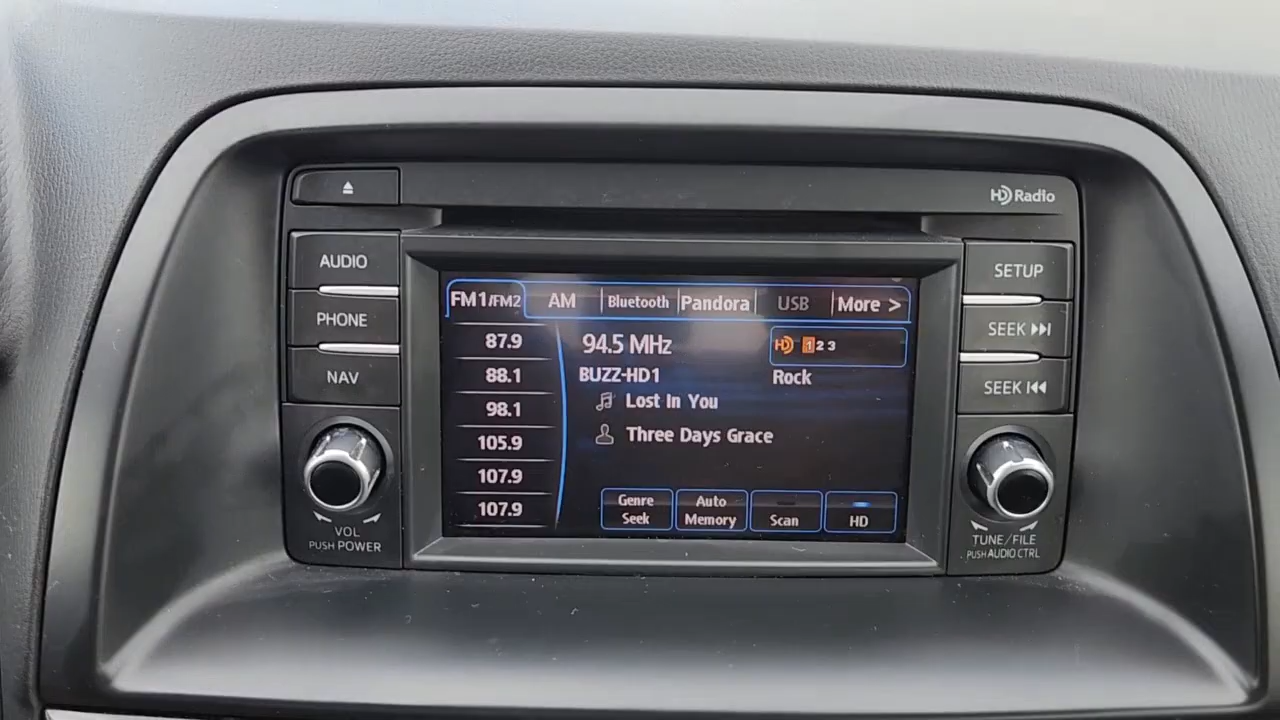 HD Radio
AUDIO
PHONE
NAV
VOL
PUSH POWER
FM1/FM2 AM Bluetooth Pandora USB More >
87.9
88.1
98.1
105.9
107.9
107.9
94.5 MHz
HD 1 2 3
BUZZ-HD1
Rock
Lost In You
Three Days Grace
Genre
Seek
Auto
Memory
Scan
HD
SETUP
SEEK
SEEK
TUNE/FILE
PUSH AUDIO CTRL